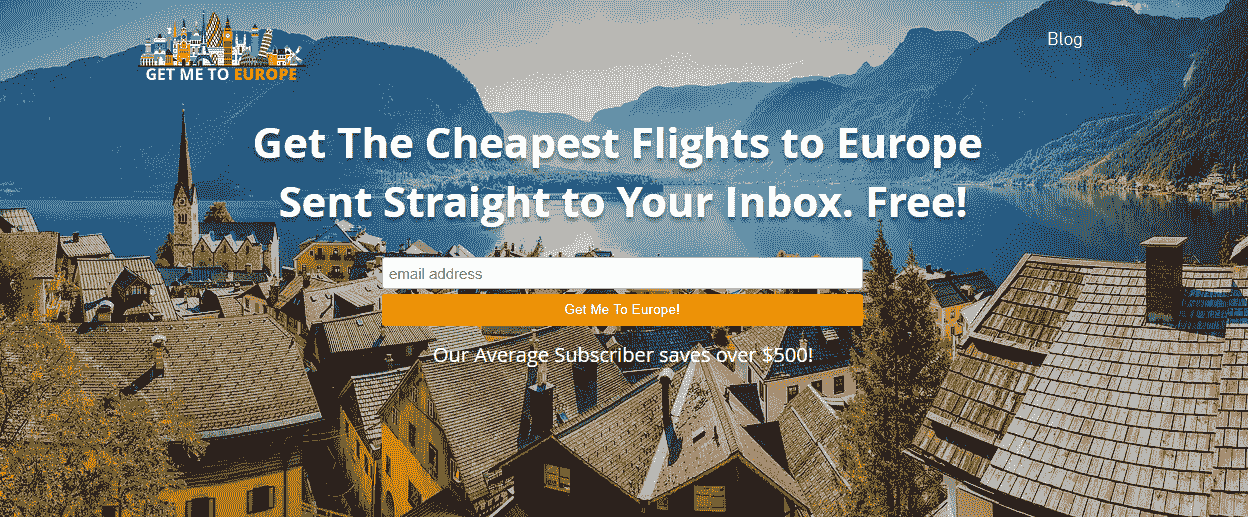 GET ME TO EUROPE
Blog
Get The Cheapest Flights to Europe
Sent Straight to Your Inbox. Free!
email address
Get Me To Europe!
Our Average Subscriber saves over $500!